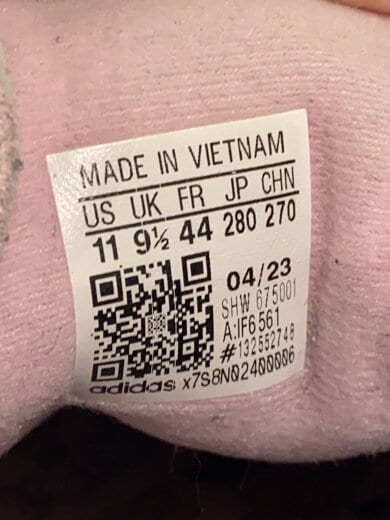 MADE IN VIETNAM
US UK FR JP CHN
11 9½ 44 280 270
04/23
SHW 675001
A:IF6561
#132552748
adidas x7S8N02400006